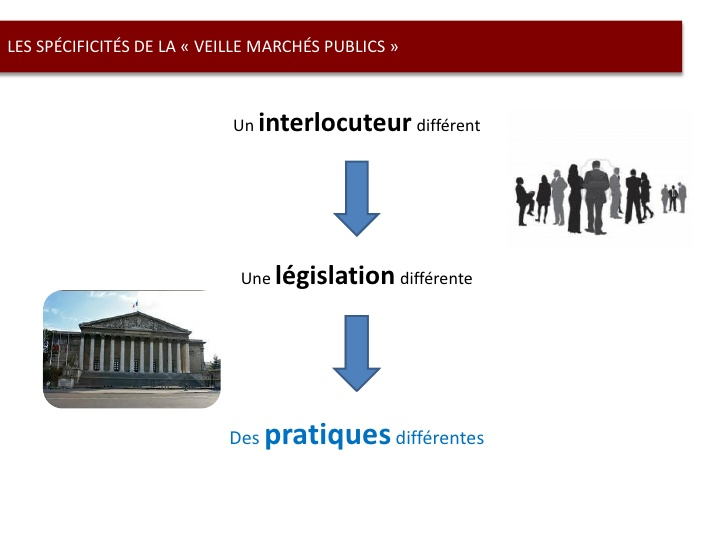 LES SPÉCIFICITÉS DE LA « VEILLE MARCHÉS PUBLICS »
Un interlocuteur différent
Une législation différente
Des pratiques différentes